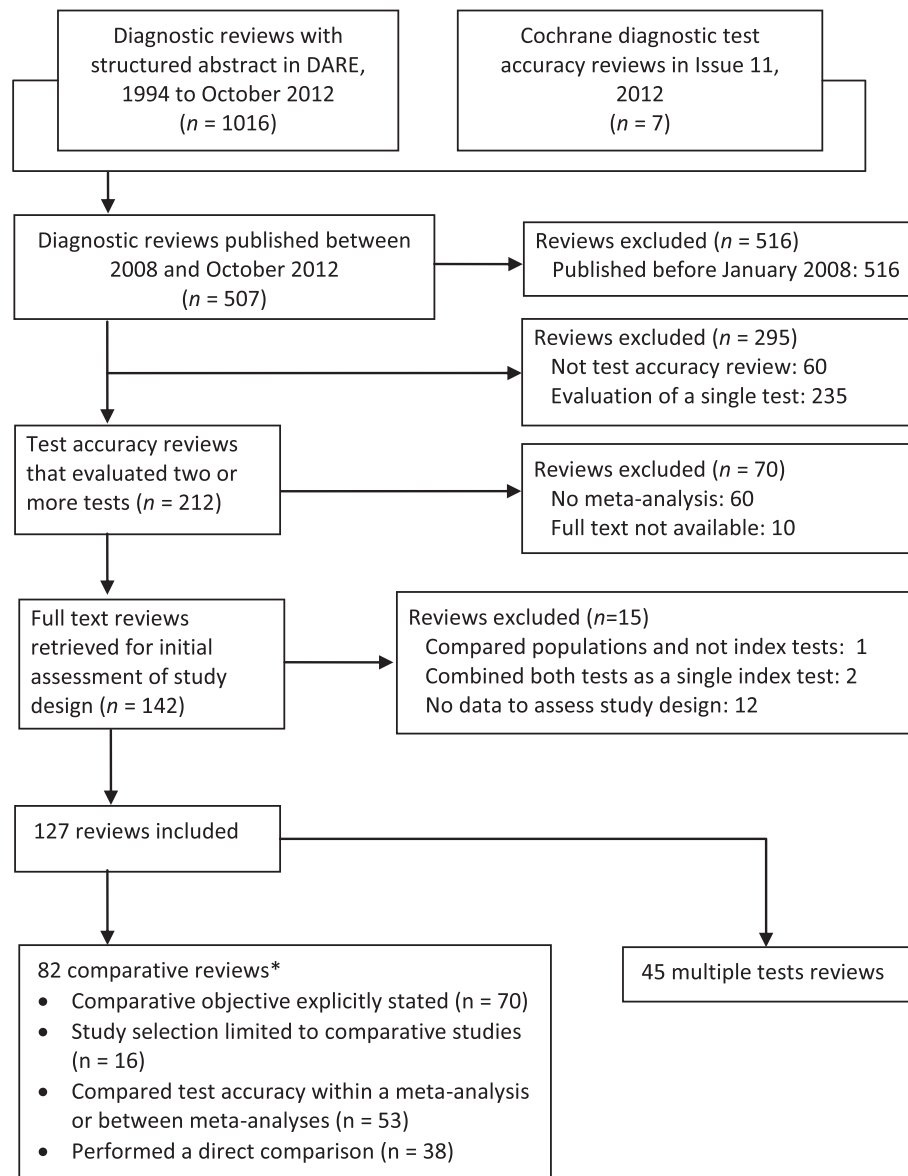 Diagnostic reviews with
structured abstract in DARE,
1994 to October 2012
(n = 1016)
Cochrane diagnostic test
accuracy reviews in Issue 11,
2012
(n = 7)
Diagnostic reviews published between
2008 and October 2012
(n = 507)
Reviews excluded (n = 516)
Published before January 2008: 516
Reviews excluded (n = 295)
Not test accuracy review: 60
Evaluation of a single test: 235
Test accuracy reviews
that evaluated two or
more tests (n = 212)
Reviews excluded (n = 70)
No meta-analysis: 60
Full text not available: 10
Full text reviews
retrieved for initial
assessment of study
design (n = 142)
Reviews excluded (n=15)
Compared populations and not index tests: 1
Combined both tests as a single index test: 2
No data to assess study design: 12
127 reviews included
82 comparative reviews*
• Comparative objective explicitly stated (n = 70)
• Study selection limited to comparative studies
(n = 16)
• Compared test accuracy within a meta-analysis
or between meta-analyses (n = 53)
• Performed a direct comparison (n = 38)
45 multiple tests reviews